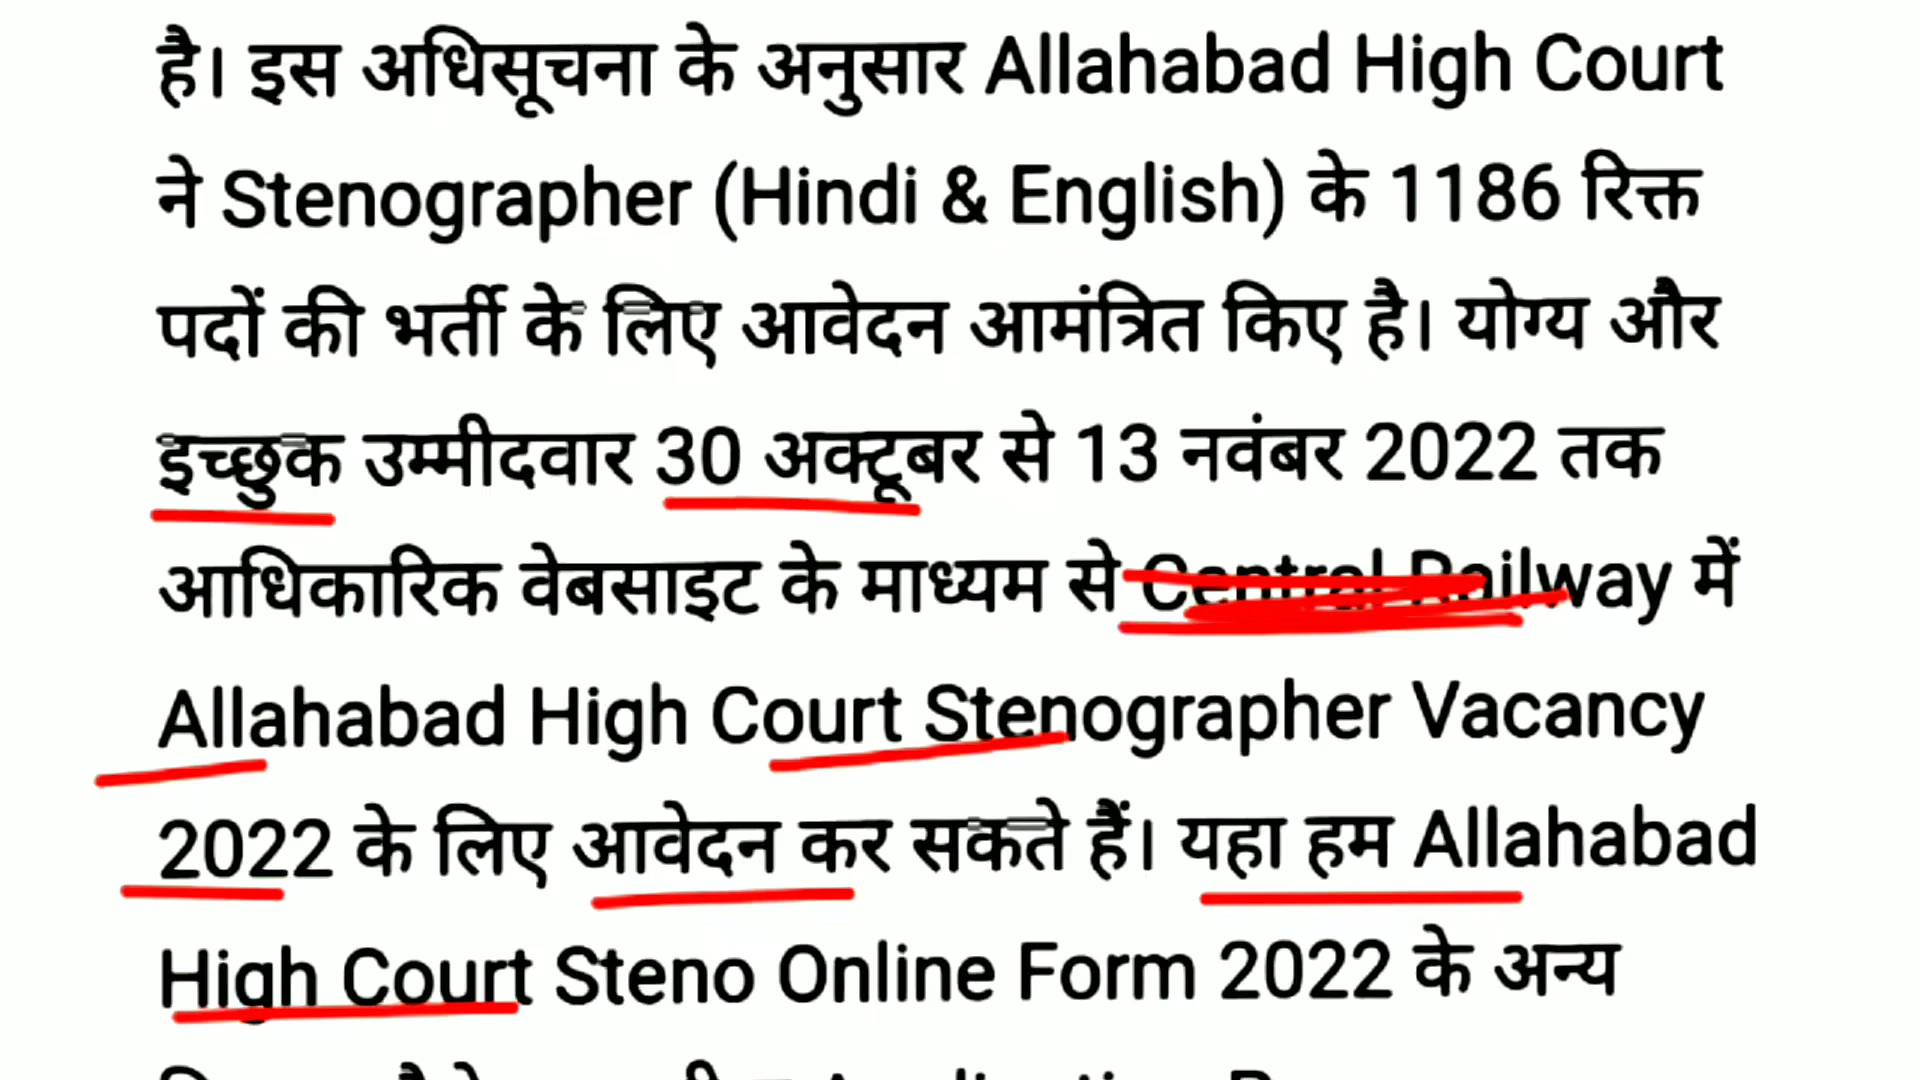 है। इस अधिसूचना के अनुसार Allahabad High Court
ने Stenographer (Hindi & English) के 1186 रिक्त
पदों की भर्ती के लिए आवेदन आमंत्रित किए है। योग्य और
इच्छुक उम्मीदवार 30 अक्टूबर से 13 नवंबर 2022 तक
आधिकारिक वेबसाइट के माध्यम से Central Railway में
Allahabad High Court Stenographer Vacancy
2022 के लिए आवेदन कर सकते हैं। यहा हम Allahabad
High Court Steno Online Form 2022 के अन्य